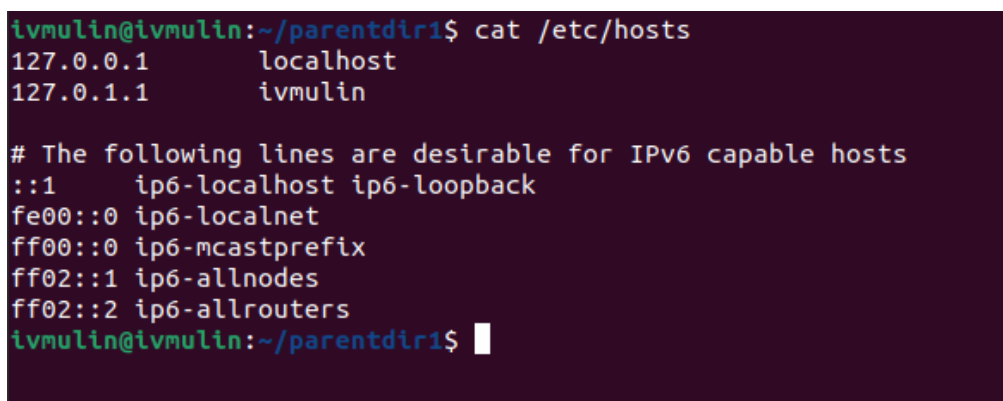 ivmulin@ivmulin:~/parentdir1$ cat /etc/hosts
127.0.0.1       localhost
127.0.1.1       ivmulin
# The following lines are desirable for IPv6 capable hosts
::1     ip6-localhost ip6-loopback
fe00::0 ip6-localnet
ff00::0 ip6-mcastprefix
ff02::1 ip6-allnodes
ff02::2 ip6-allrouters
ivmulin@ivmulin:~/parentdir1$